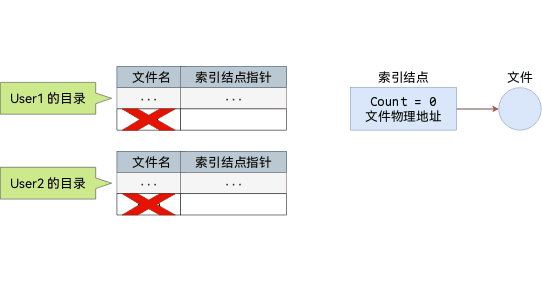 文件名 索引结点指针
User1 的目录
... ...
文件名 索引结点指针
User2 的目录
... ...
索引结点
Count = 0
文件物理地址
文件